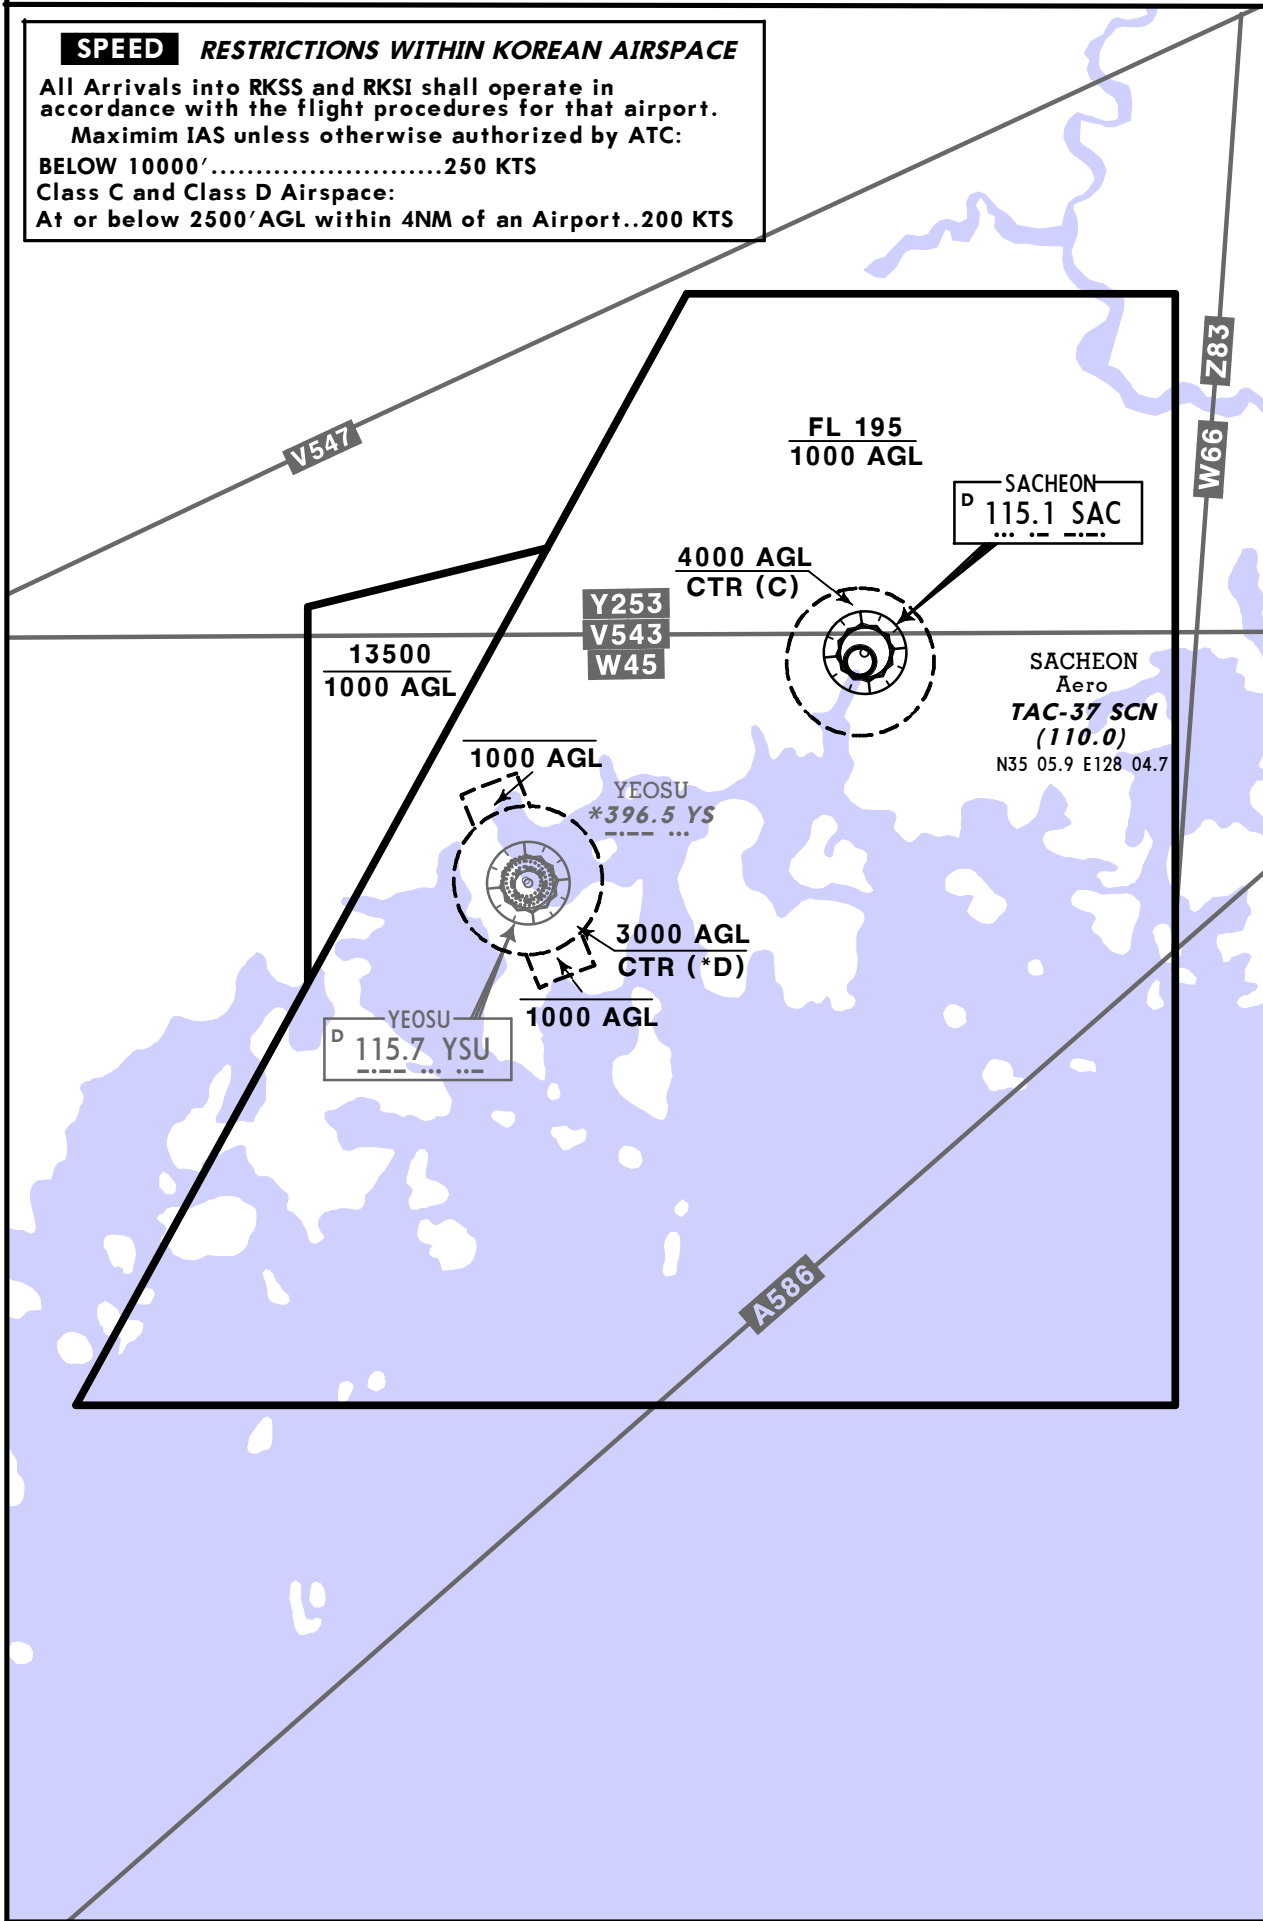 SPEED RESTRICTIONS WITHIN KOREAN AIRSPACE
All Arrivals into RKSS and RKSI shall operate in
accordance with the flight procedures for that airport.
Maximim IAS unless otherwise authorized by ATC:
BELOW 10000'.........................250 KTS
Class C and Class D Airspace:
At or below 2500'AGL within 4NM of an Airport..200 KTS
Z83
W66
V547
FL 195
1000 AGL
SACHEON
D 115.1 SAC
4000 AGL
CTR (C)
Y253
V543
W45
13500
1000 AGL
SACHEON
Aero
TAC-37 SCN
(110.0)
N35 05.9 E128 04.7
1000 AGL
YEOSU
*396.5 YS
3000 AGL
CTR (*D)
1000 AGL
YEOSU
D 115.7 YSU
A586